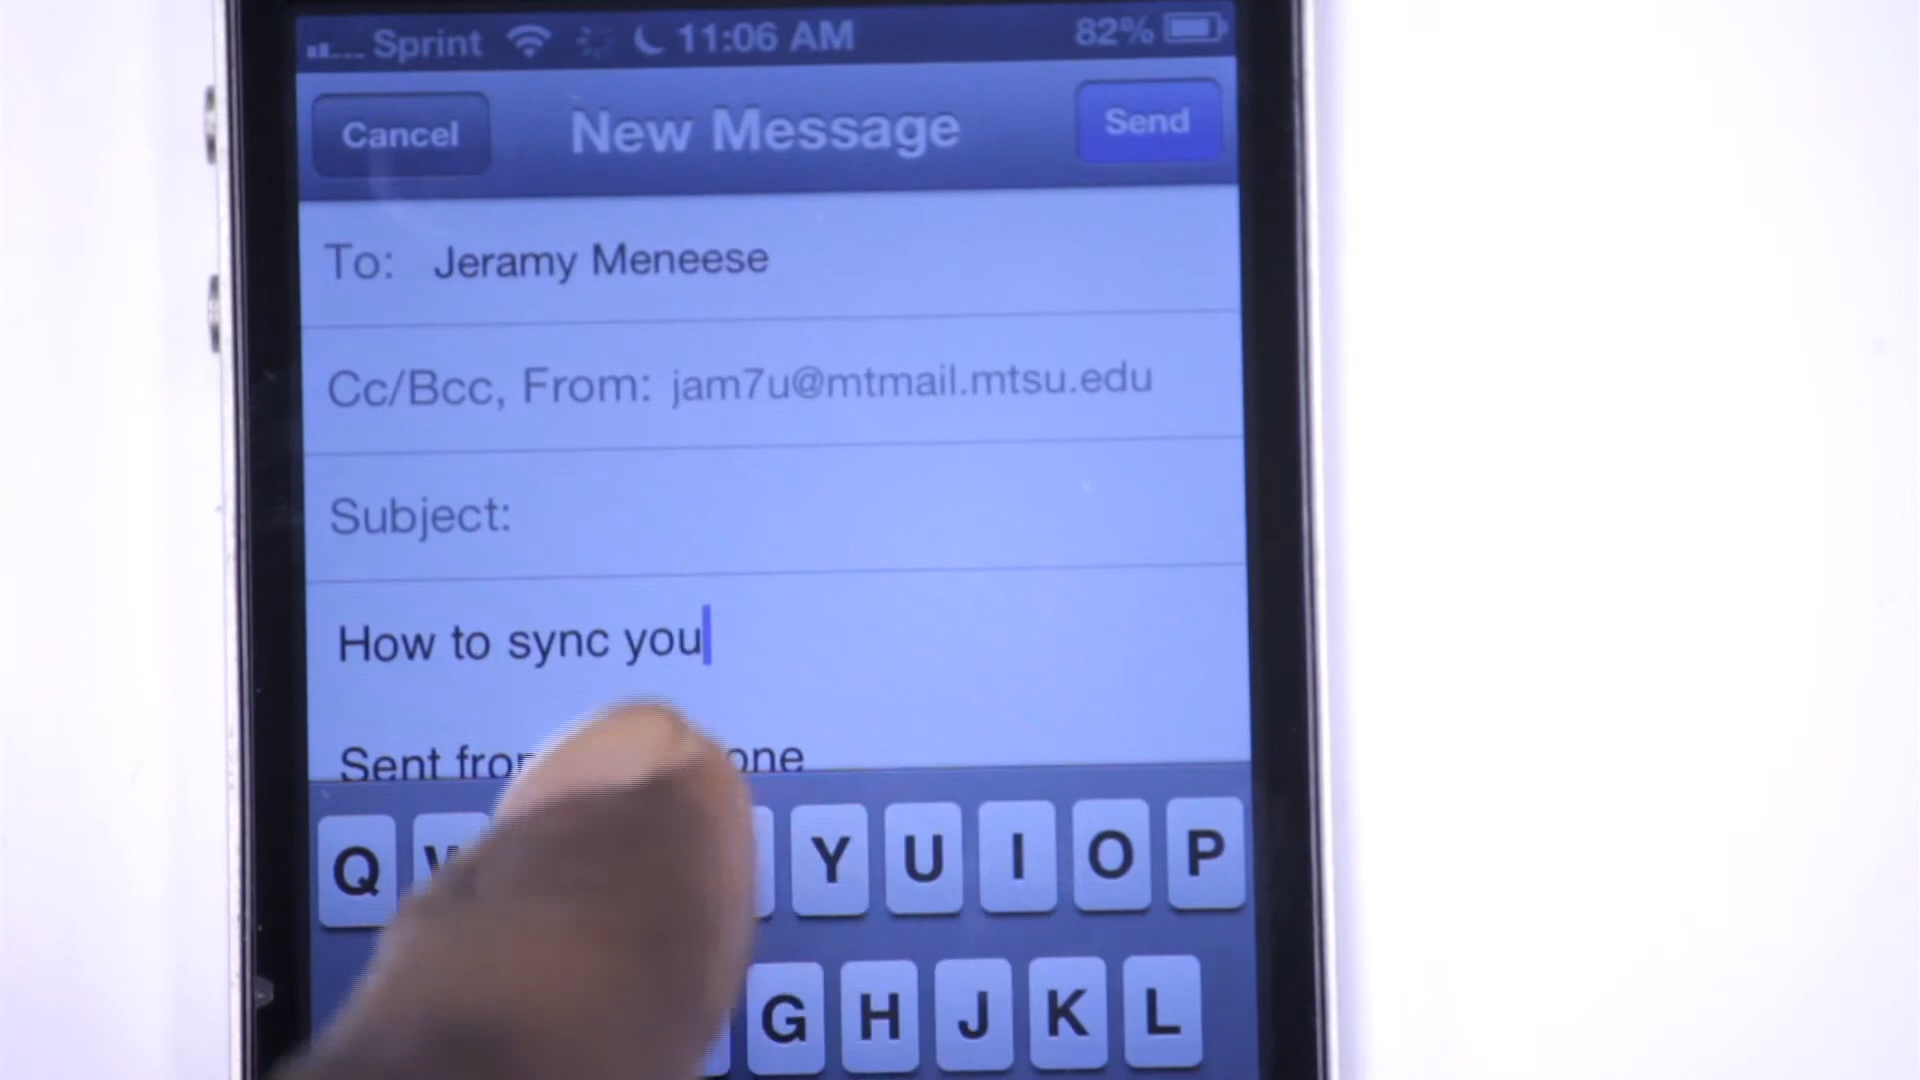 Sprint 11:06 AM 82%
Cancel New Message Send
To: Jeramy Meneese
Cc/Bcc, From: jam7u@mtmail.mtsu.edu
Subject:
How to sync you
Sent
Q Y U I O P
G H J K L